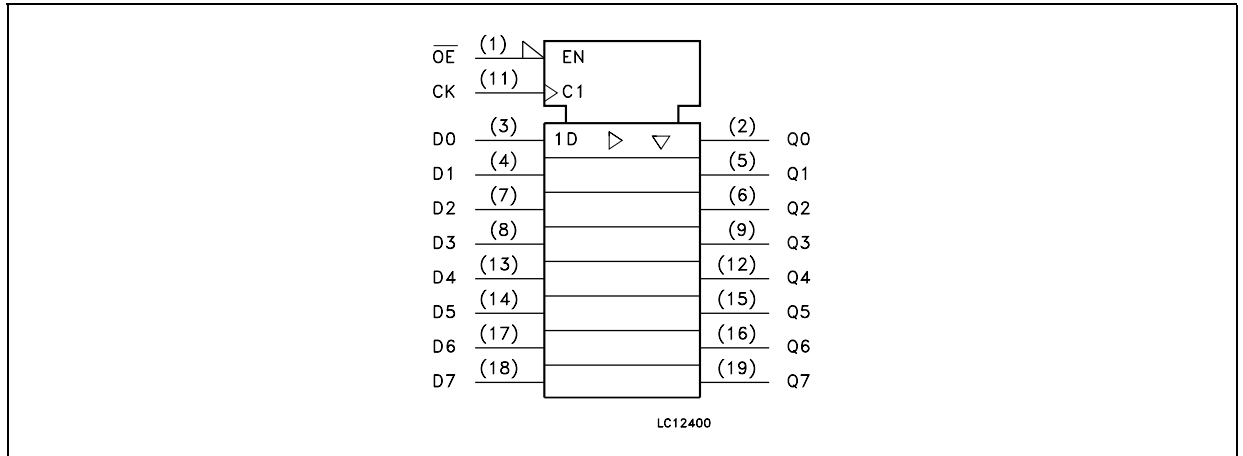 O̅E̅ (1) EN
CK (11) C1
D0 (3) 1D (2) Q0
D1 (4) (5) Q1
D2 (7) (6) Q2
D3 (8) (9) Q3
D4 (13) (12) Q4
D5 (14) (15) Q5
D6 (17) (16) Q6
D7 (18) (19) Q7
LC12400